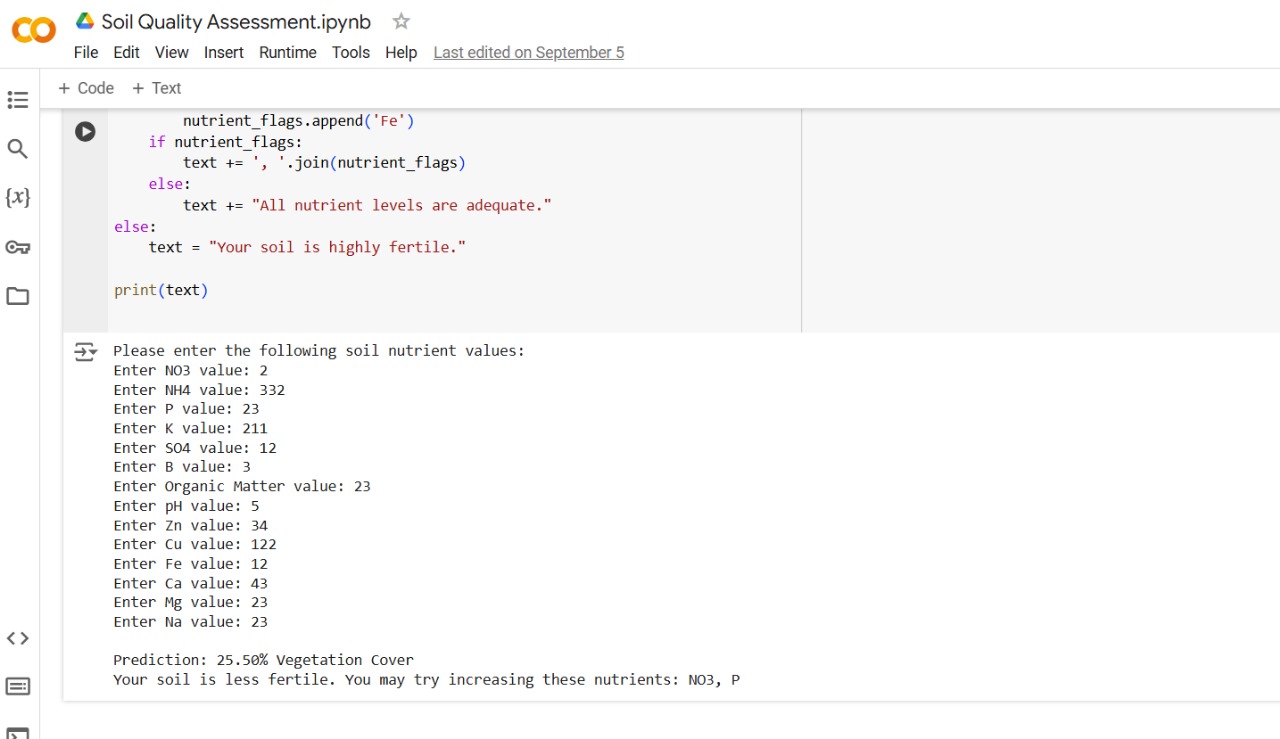 Soil Quality Assessment.ipynb
File Edit View Insert Runtime Tools Help Last edited on September 5
+ Code + Text
nutrient_flags.append('Fe')
if nutrient_flags:
text += ', '.join(nutrient_flags)
else:
text += "All nutrient levels are adequate."
else:
text = "Your soil is highly fertile."
print(text)
Please enter the following soil nutrient values:
Enter NO3 value: 2
Enter NH4 value: 332
Enter P value: 23
Enter K value: 211
Enter SO4 value: 12
Enter B value: 3
Enter Organic Matter value: 23
Enter pH value: 5
Enter Zn value: 34
Enter Cu value: 122
Enter Fe value: 12
Enter Ca value: 43
Enter Mg value: 23
Enter Na value: 23
Prediction: 25.50% Vegetation Cover
Your soil is less fertile. You may try increasing these nutrients: NO3, P